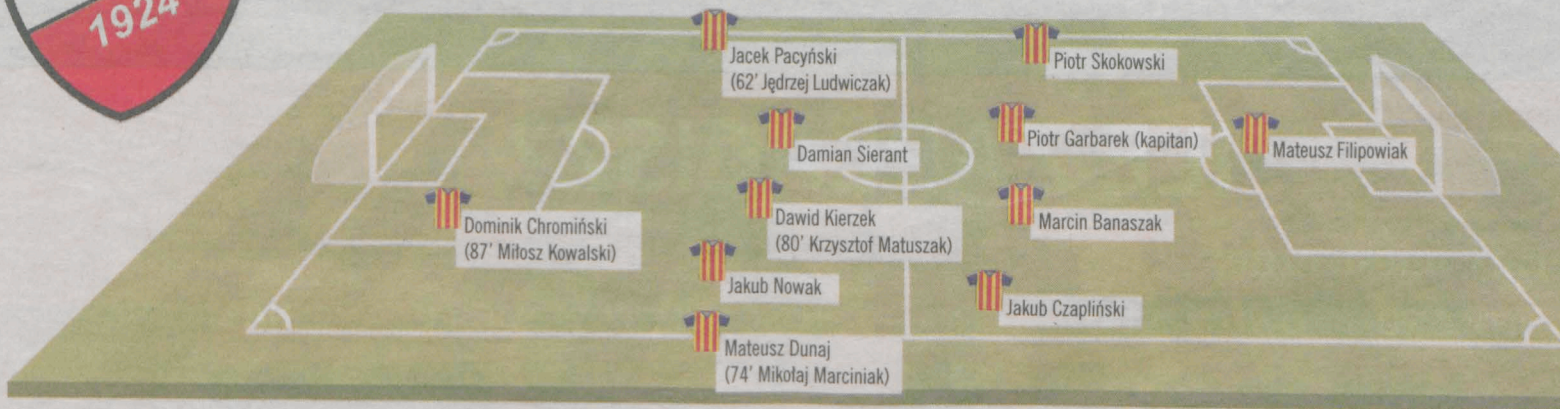 1924
Jacek Pacyński
(62' Jędrzej Ludwiczak)
Piotr Skokowski
Damian Sierant
Piotr Garbarek (kapitan)
Mateusz Filipowiak
Dominik Chromiński
(87' Miłosz Kowalski)
Dawid Kierzek
(80' Krzysztof Matuszak)
Marcin Banaszak
Jakub Nowak
Jakub Czapliński
Mateusz Dunaj
(74' Mikołaj Marciniak)